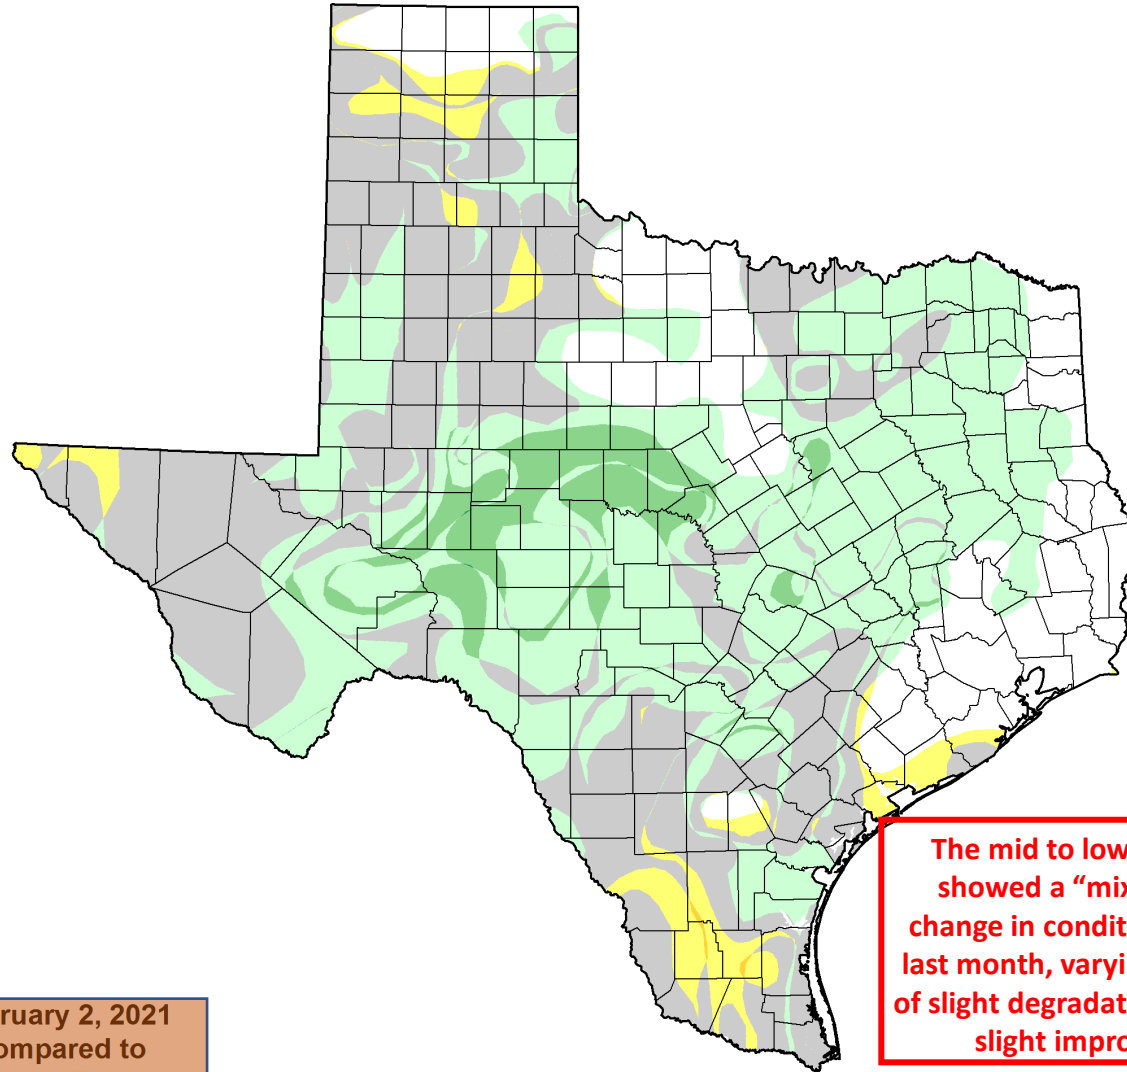 The mid to low
showed a “mix
change in condit
last month, varyi
of slight degradat
slight impro
ruary 2, 2021
ompared to